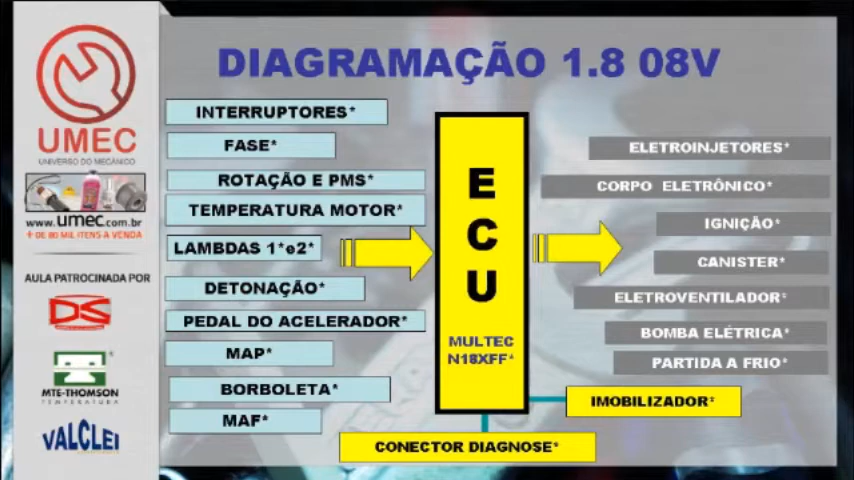 DIAGRAMAÇÃO 1.8 08V
UMEC
UNIVERSO DO MECÂNICO
www.umec.com.br
+ DE 80 MIL ITENS A VENDA
AULA PATROCINADA POR
DS
MTE-THOMSON
TEMPERATURA
VALCLEI
INTERRUPTORES*
FASE*
ROTAÇÃO E PMS*
TEMPERATURA MOTOR*
LAMBDAS 1*e2*
DETONAÇÃO*
PEDAL DO ACELERADOR*
MAP*
BORBOLETA*
MAF*
E
C
U
MULTEC
N18XFF*
ELETROINJETORES*
CORPO ELETRÔNICO*
IGNIÇÃO*
CANISTER*
ELETROVENTILADOR*
BOMBA ELÉTRICA*
PARTIDA A FRIO*
IMOBILIZADOR*
CONECTOR DIAGNOSE*